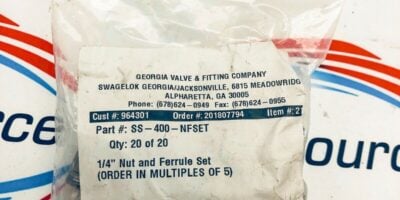 GEORGIA VALVE & FITTING COMPANY
SWAGELOK GEORGIA/JACKSONVILLE, 6815 MEADOWRIDG
ALPHARETTA, GA 30005
Phone: (678)624-0949 Fax: (678)624-0955
Cust #: 964301 Order #: 201807794 Item #: 21
Part #: SS-400-NFSET
Qty: 20 of 20
1/4" Nut and Ferrule Set
(ORDER IN MULTIPLES OF 5)
rce
ource